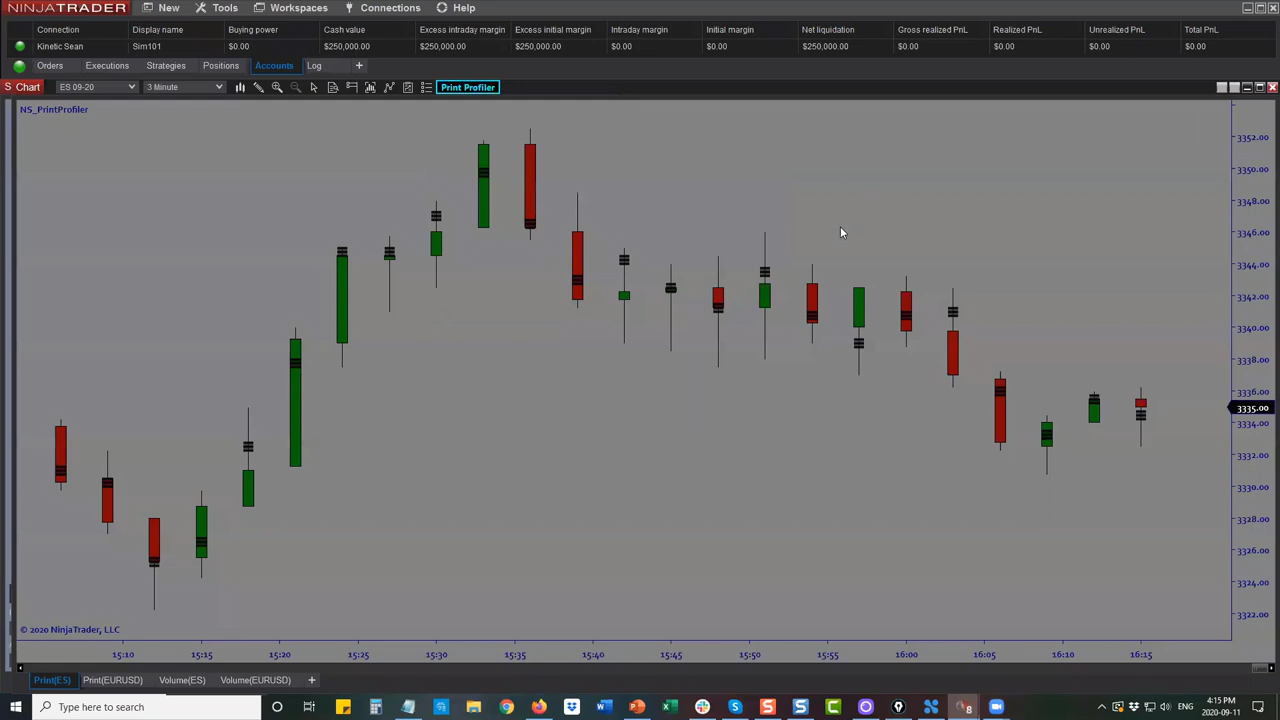 NINJATRADER New Tools Workspaces Connections Help
Connection Display name Buying power Cash value Excess intraday margin Excess initial margin Intraday margin Initial margin Net liquidation Gross realized PnL Realized PnL Unrealized PnL Total PnL
Kinetic Sean Sim101 $0.00 $250,000.00 $250,000.00 $250,000.00 $0.00 $0.00 $250,000.00 $0.00 $0.00 $0.00 $0.00
Orders Executions Strategies Positions Accounts Log +
S Chart ES 09-20 3 Minute Print Profiler
NS_PrintProfiler
3352.00
3350.00
3348.00
3346.00
3344.00
3342.00
3340.00
3338.00
3336.00
3335.00
3334.00
3332.00
3330.00
3328.00
3326.00
3324.00
3322.00
© 2020 NinjaTrader, LLC
15:10 15:15 15:20 15:25 15:30 15:35 15:40 15:45 15:50 15:55 16:00 16:05 16:10 16:15
Print(ES) Print(EURUSD) Volume(ES) Volume(EURUSD) +
Type here to search
ENG
4:15 PM
2020-09-11